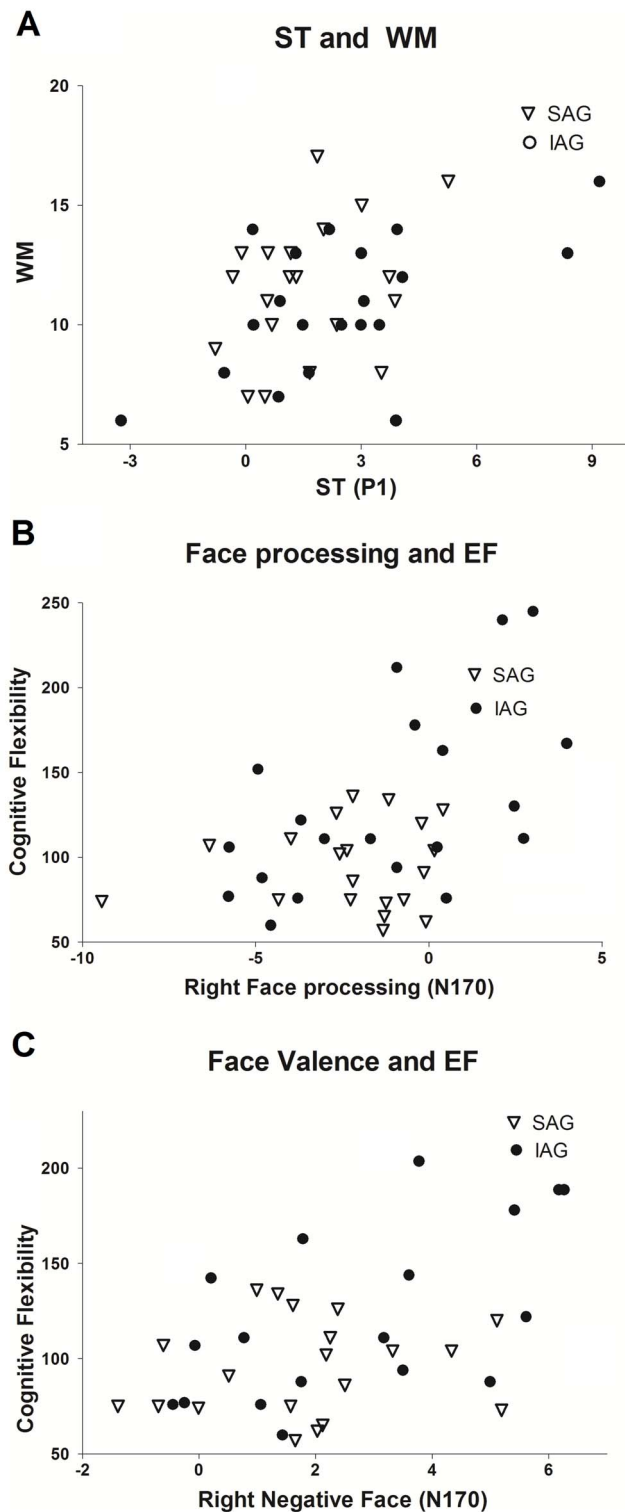 A
ST and WM
20
SAG
IAG
15
WM
10
5
-3 0 3 6 9
ST (P1)
B
Face processing and EF
250
200
SAG
IAG
Cognitive Flexibility
150
100
50
-10 -5 0 5
Right Face processing (N170)
C
Face Valence and EF
SAG
IAG
200
Cognitive Flexibility
150
100
50
-2 0 2 4 6
Right Negative Face (N170)